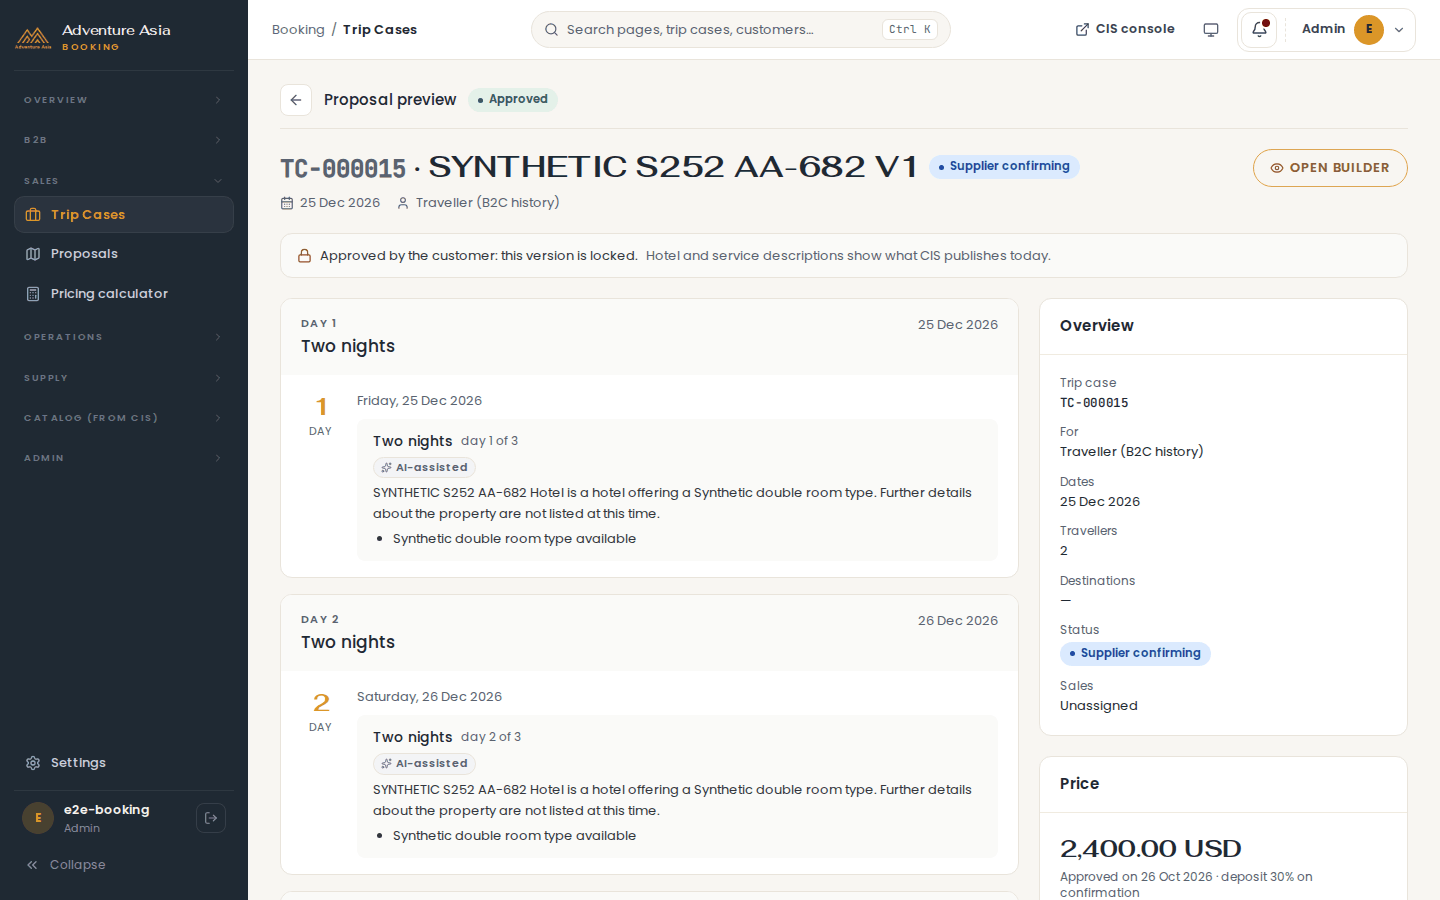 Adventure Asia
BOOKING
Adventure Asia
OVERVIEW
B2B
SALES
Trip Cases
Proposals
Pricing calculator
OPERATIONS
SUPPLY
CATALOG (FROM CIS)
ADMIN
Settings
E
e2e-booking
Admin
Collapse
Booking / Trip Cases
Search pages, trip cases, customers...
Ctrl K
CIS console
Admin
E
Proposal preview
Approved
TC-000015 · SYNTHETIC S252 AA-682 V1
Supplier confirming
OPEN BUILDER
25 Dec 2026
Traveller (B2C history)
Approved by the customer: this version is locked. Hotel and service descriptions show what CIS publishes today.
DAY 1
25 Dec 2026
Two nights
1
DAY
Friday, 25 Dec 2026
Two nights day 1 of 3
AI-assisted
SYNTHETIC S252 AA-682 Hotel is a hotel offering a Synthetic double room type. Further details
about the property are not listed at this time.
• Synthetic double room type available
DAY 2
26 Dec 2026
Two nights
2
DAY
Saturday, 26 Dec 2026
Two nights day 2 of 3
AI-assisted
SYNTHETIC S252 AA-682 Hotel is a hotel offering a Synthetic double room type. Further details
about the property are not listed at this time.
• Synthetic double room type available
Overview
Trip case
TC-000015
For
Traveller (B2C history)
Dates
25 Dec 2026
Travellers
2
Destinations
—
Status
Supplier confirming
Sales
Unassigned
Price
2,400.00 USD
Approved on 26 Oct 2026 · deposit 30% on
confirmation